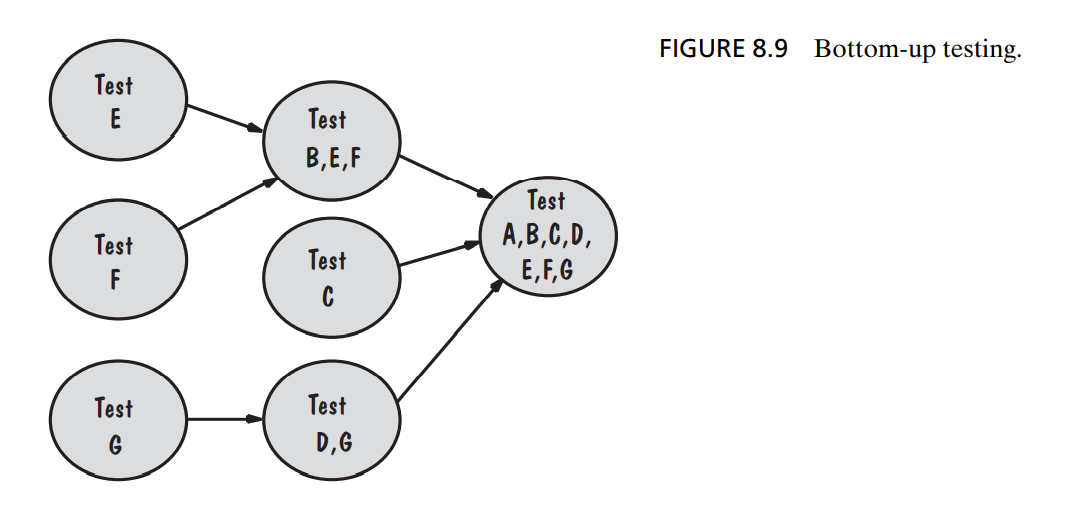 FIGURE 8.9 Bottom-up testing.
Test
E
Test
B,E,F
Test
A,B,C,D,
E,F,G
Test
F
Test
C
Test
G
Test
D,G